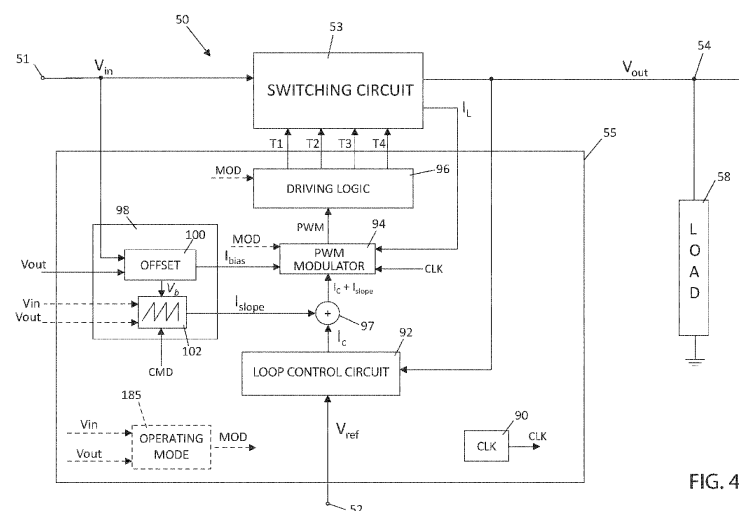 50
51
53
54
Vin
SWITCHING CIRCUIT
Vout
IL
T1 T2 T3 T4
55
MOD
DRIVING LOGIC
96
58
LOAD
98
PWM
MOD
94
100
Vout
OFFSET
Ibias
PWM
MODULATOR
CLK
Vb
Ic + Islope
Vin
Vout
Islope
+
97
102
CMD
Ic
92
LOOP CONTROL CIRCUIT
185
Vin
OPERATING
MODE
MOD
Vout
Vref
90
CLK
CLK
FIG. 4
52